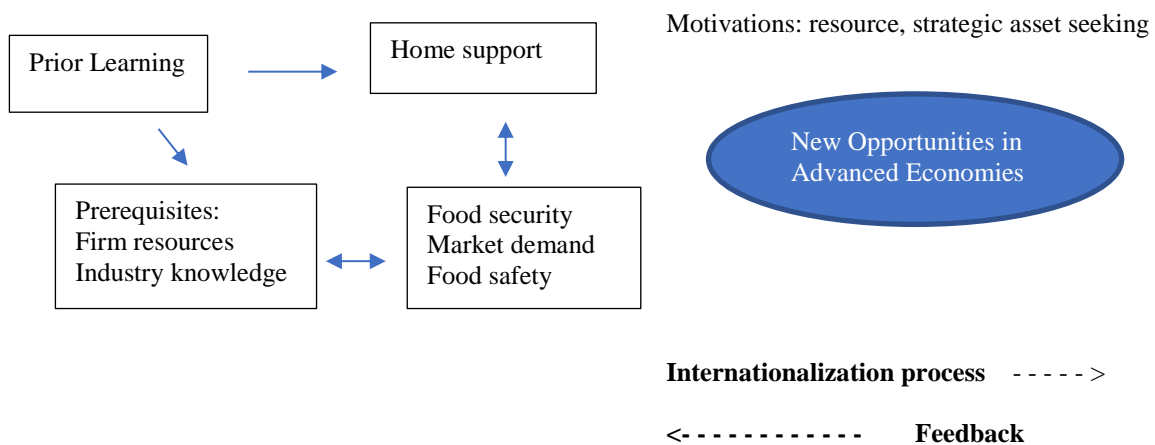 Motivations: resource, strategic asset seeking
Prior Learning
Home support
New Opportunities in
Advanced Economies
Prerequisites:
Firm resources
Industry knowledge
Food security
Market demand
Food safety
Internationalization process - - - - - >
<- - - - - - - - - - - - Feedback